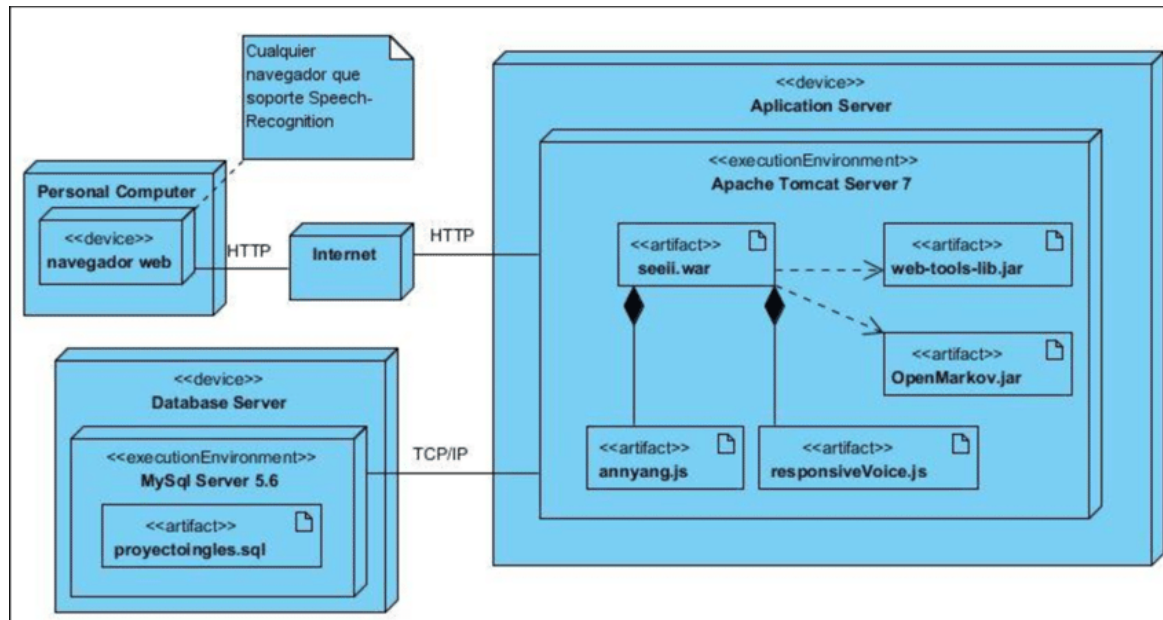 Cualquier
navegador que
soporte Speech-
Recognition
Personal Computer
<<device>>
navegador web
HTTP
Internet
HTTP
<<device>>
Aplication Server
<<executionEnvironment>>
Apache Tomcat Server 7
<<artifact>>
seeii.war
<<artifact>>
web-tools-lib.jar
<<artifact>>
OpenMarkov.jar
<<artifact>>
annyang.js
<<artifact>>
responsiveVoice.js
<<device>>
Database Server
<<executionEnvironment>>
MySql Server 5.6
<<artifact>>
proyectoingles.sql
TCP/IP